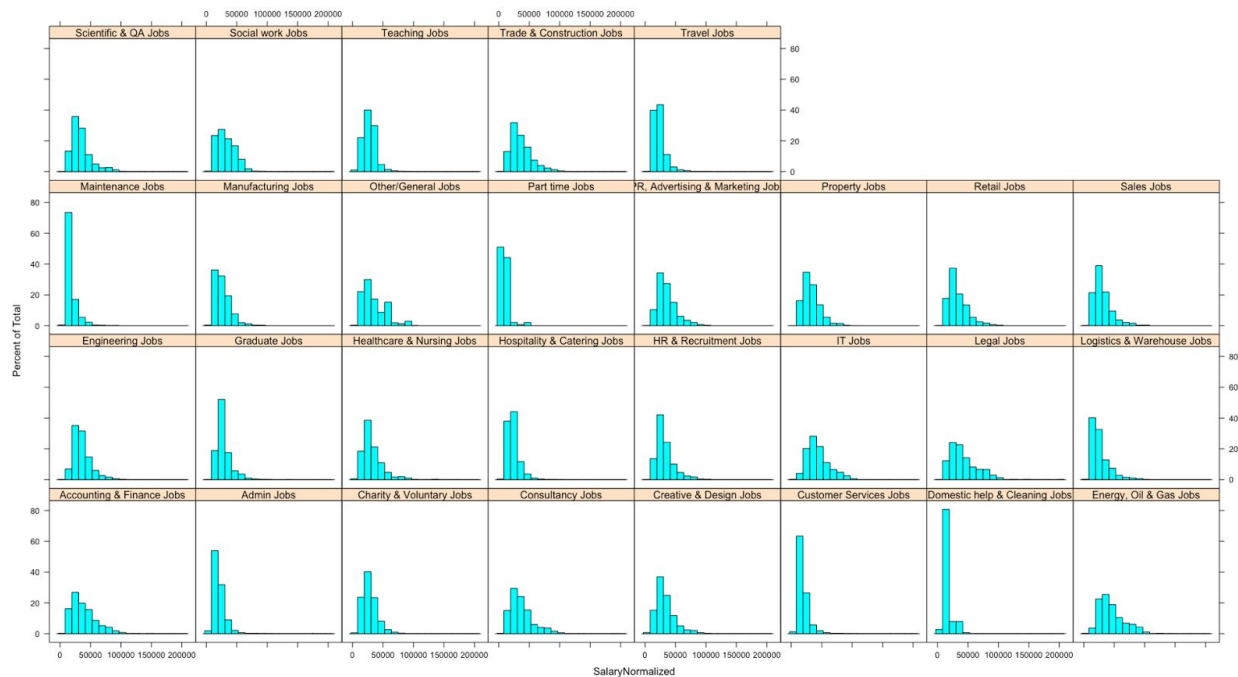 0 50000 100000 150000 200000 0 50000 100000 150000 200000
Scientific & QA Jobs Social work Jobs Teaching Jobs Trade & Construction Jobs Travel Jobs
80
60
40
20
0
Maintenance Jobs Manufacturing Jobs Other/General Jobs Part time Jobs PR, Advertising & Marketing Job Property Jobs Retail Jobs Sales Jobs
80
60
40
20
0
Percent of Total
Engineering Jobs Graduate Jobs Healthcare & Nursing Jobs Hospitality & Catering Jobs HR & Recruitment Jobs IT Jobs Legal Jobs Logistics & Warehouse Jobs
80
60
40
20
0
Accounting & Finance Jobs Admin Jobs Charity & Voluntary Jobs Consultancy Jobs Creative & Design Jobs Customer Services Jobs Domestic help & Cleaning Jobs Energy, Oil & Gas Jobs
80
60
40
20
0
0 50000 100000 150000 200000 0 50000 100000 150000 200000 0 50000 100000 150000 200000 0 50000 100000 150000 200000
SalaryNormalized